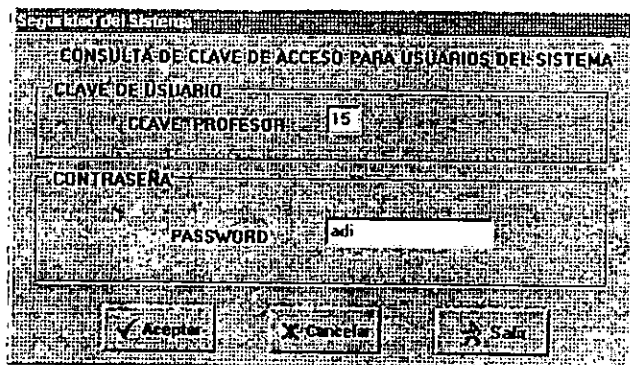 Seguridad del Sistema
CONSULTA DE CLAVE DE ACCESO PARA USUARIOS DEL SISTEMA
CLAVE DE USUARIO
CLAVE PROFESOR 15
CONTRASEÑA
PASSWORD adi
Aceptar Cancelar Salir